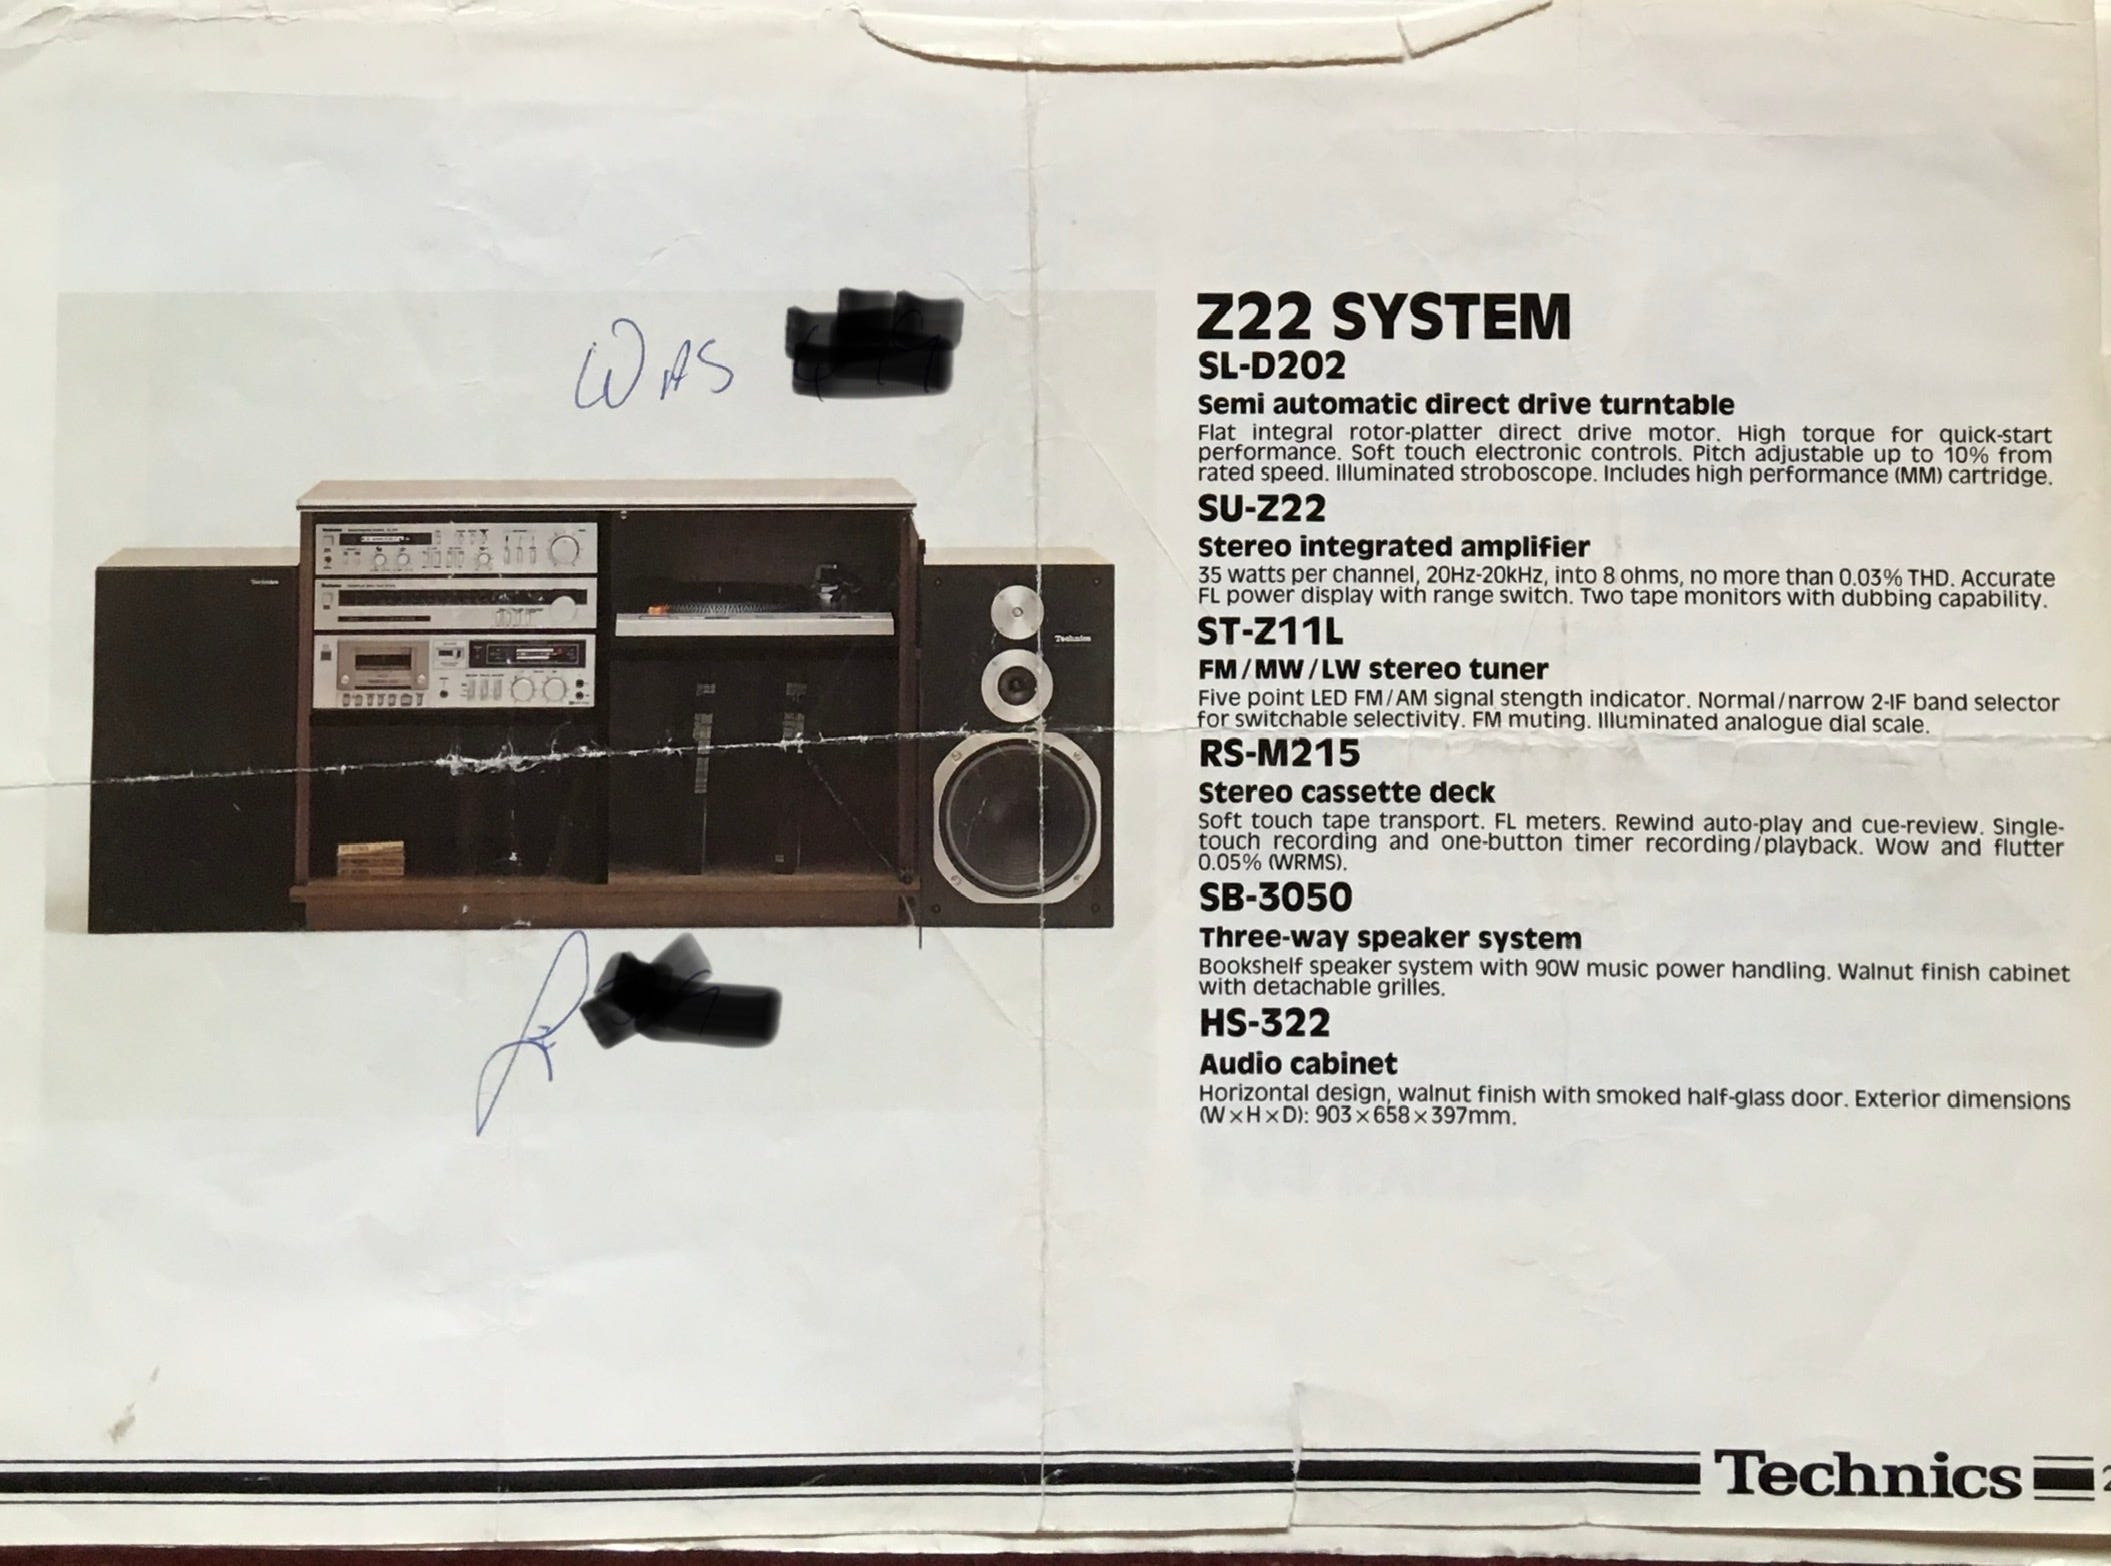 WAS
Z22 SYSTEM
SL-D202
Semi automatic direct drive turntable
Flat integral rotor-platter direct drive motor. High torque for quick-start
performance. Soft touch electronic controls. Pitch adjustable up to 10% from
rated speed. Illuminated stroboscope. Includes high performance (MM) cartridge.
SU-Z22
Stereo integrated amplifier
35 watts per channel, 20Hz-20kHz, into 8 ohms, no more than 0.03% THD. Accurate
FL power display with range switch. Two tape monitors with dubbing capability.
ST-Z11L
FM/MW/LW stereo tuner
Five point LED FM/AM signal stength indicator. Normal/narrow 2-IF band selector
for switchable selectivity. FM muting. Illuminated analogue dial scale.
RS-M215
Stereo cassette deck
Soft touch tape transport. FL meters. Rewind auto-play and cue-review. Single-
touch recording and one-button timer recording/playback. Wow and flutter
0.05% (WRMS).
SB-3050
Three-way speaker system
Bookshelf speaker system with 90W music power handling. Walnut finish cabinet
with detachable grilles.
HS-322
Audio cabinet
Horizontal design, walnut finish with smoked half-glass door. Exterior dimensions
(W×H×D): 903×658×397mm.
Technics
Technics
£
Technics 2